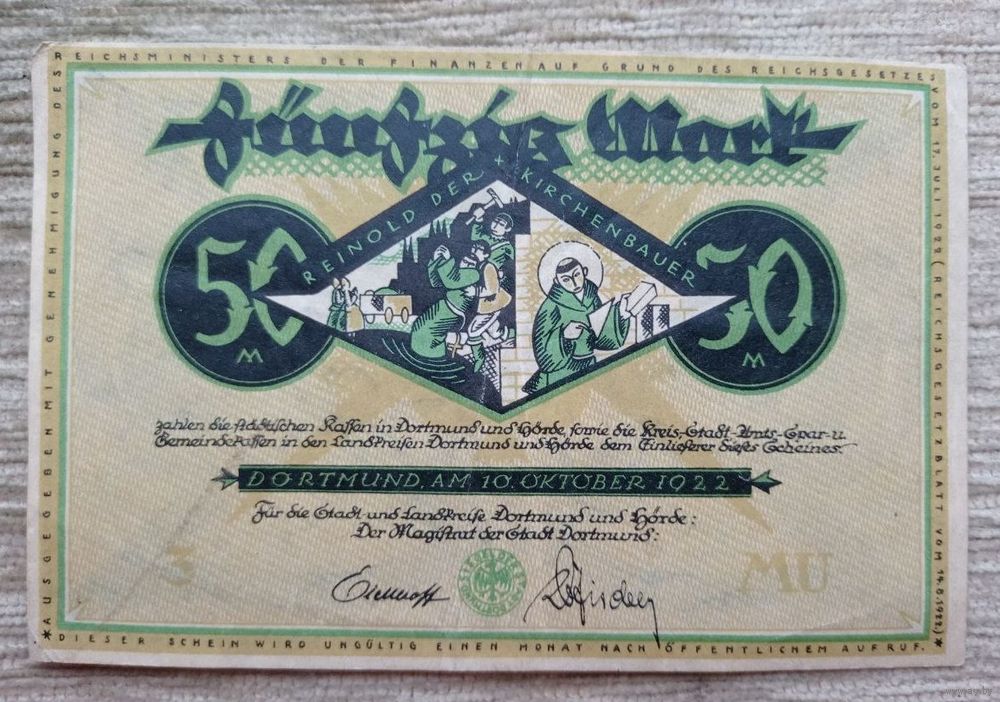 *AUSGEGEBEN MIT GENEHMIGUNG DES REICHSMINISTERS DER FINANZEN AUF GRUND DES REICHSGESETZES VOM 17. JULI 1922 (REICHSGESETZBLATT VOM 14.8.1922)*
Fünfzig Mark
REINOLD DER KIRCHENBAUER
50 M
50 M
zahlen die städtischen Kassen in Dortmund und Hörde, sowie die Kreis-, Stadt-, Amts-, Spar- u.
Gemeindekassen in den Landkreisen Dortmund und Hörde dem Einlieferer dieses Scheines.
DORTMUND, AM 10. OKTOBER 1922
Für die Stadt- und Landkreise Dortmund und Hörde:
Der Magistrat der Stadt Dortmund:
3
MU
DIESER SCHEIN WIRD UNGÜLTIG EINEN MONAT NACH ÖFFENTLICHEM AUFRUF.